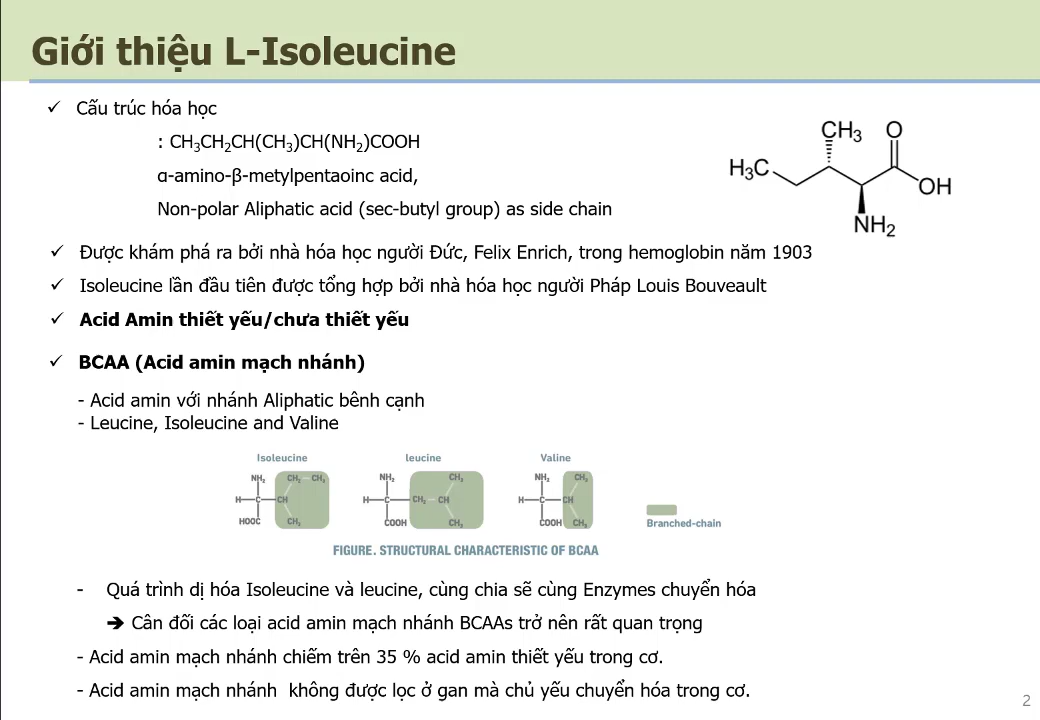 Giới thiệu L-Isoleucine
✓ Cấu trúc hóa học
: CH₃CH₂CH(CH₃)CH(NH₂)COOH
α-amino-β-metylpentaoinc acid,
Non-polar Aliphatic acid (sec-butyl group) as side chain
CH₃ O
H₃C
OH
NH₂
✓ Được khám phá ra bởi nhà hóa học người Đức, Felix Enrich, trong hemoglobin năm 1903
✓ Isoleucine lần đầu tiên được tổng hợp bởi nhà hóa học người Pháp Louis Bouveault
✓ Acid Amin thiết yếu/chưa thiết yếu
✓ BCAA (Acid amin mạch nhánh)
- Acid amin với nhánh Aliphatic bênh cạnh
- Leucine, Isoleucine and Valine
Isoleucine leucine Valine
NH₂ CH₂ CH₃ NH₂ CH₃ NH₂ CH₃
H C CH H C CH₂ CH H C CH
HOOC CH₃ COOH CH₃ COOH CH₃
Branched-chain
FIGURE. STRUCTURAL CHARACTERISTIC OF BCAA
- Quá trình dị hóa Isoleucine và leucine, cùng chia sẽ cùng Enzymes chuyển hóa
➔ Cân đối các loại acid amin mạch nhánh BCAAs trở nên rất quan trọng
- Acid amin mạch nhánh chiếm trên 35 % acid amin thiết yếu trong cơ.
- Acid amin mạch nhánh  không được lọc ở gan mà chủ yếu chuyển hóa trong cơ.
2